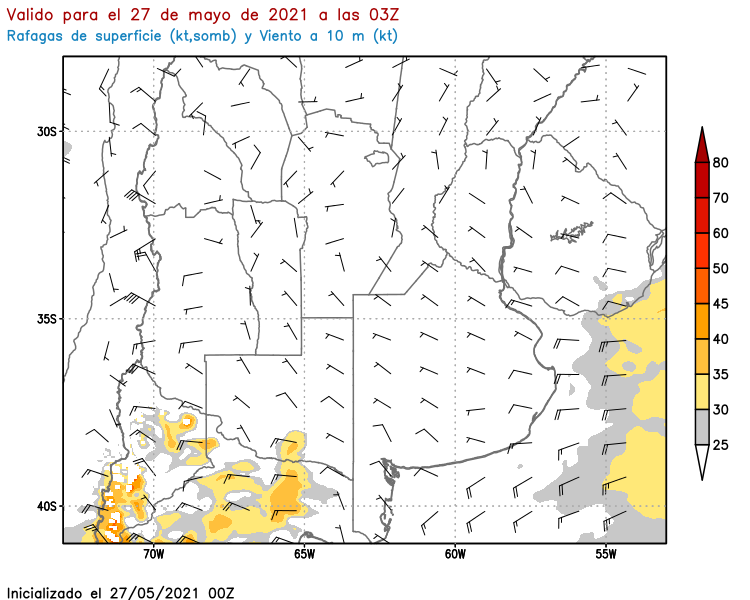 Valido para el 27 de mayo de 2021 a las 03Z
Rafagas de superficie (kt,somb) y Viento a 10 m (kt)
30S
35S
40S
70W
65W
60W
55W
80
70
60
50
45
40
35
30
25
Inicializado el 27/05/2021 00Z